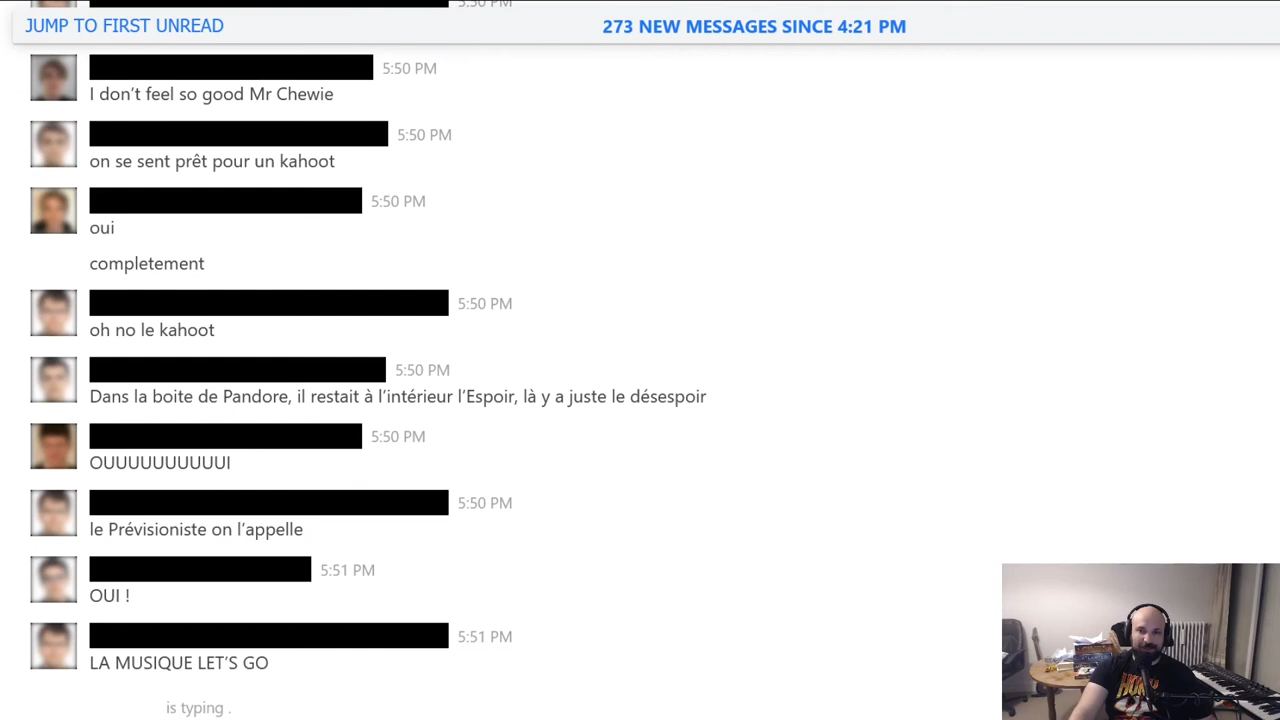 5:50 PM
JUMP TO FIRST UNREAD
273 NEW MESSAGES SINCE 4:21 PM
5:50 PM
I don't feel so good Mr Chewie
5:50 PM
on se sent prêt pour un kahoot
5:50 PM
oui
completement
5:50 PM
oh no le kahoot
5:50 PM
Dans la boite de Pandore, il restait à l'intérieur l'Espoir, là y a juste le désespoir
5:50 PM
OUUUUUUUUUUI
5:50 PM
le Prévisioniste on l'appelle
5:51 PM
OUI !
5:51 PM
LA MUSIQUE LET'S GO
is typing .